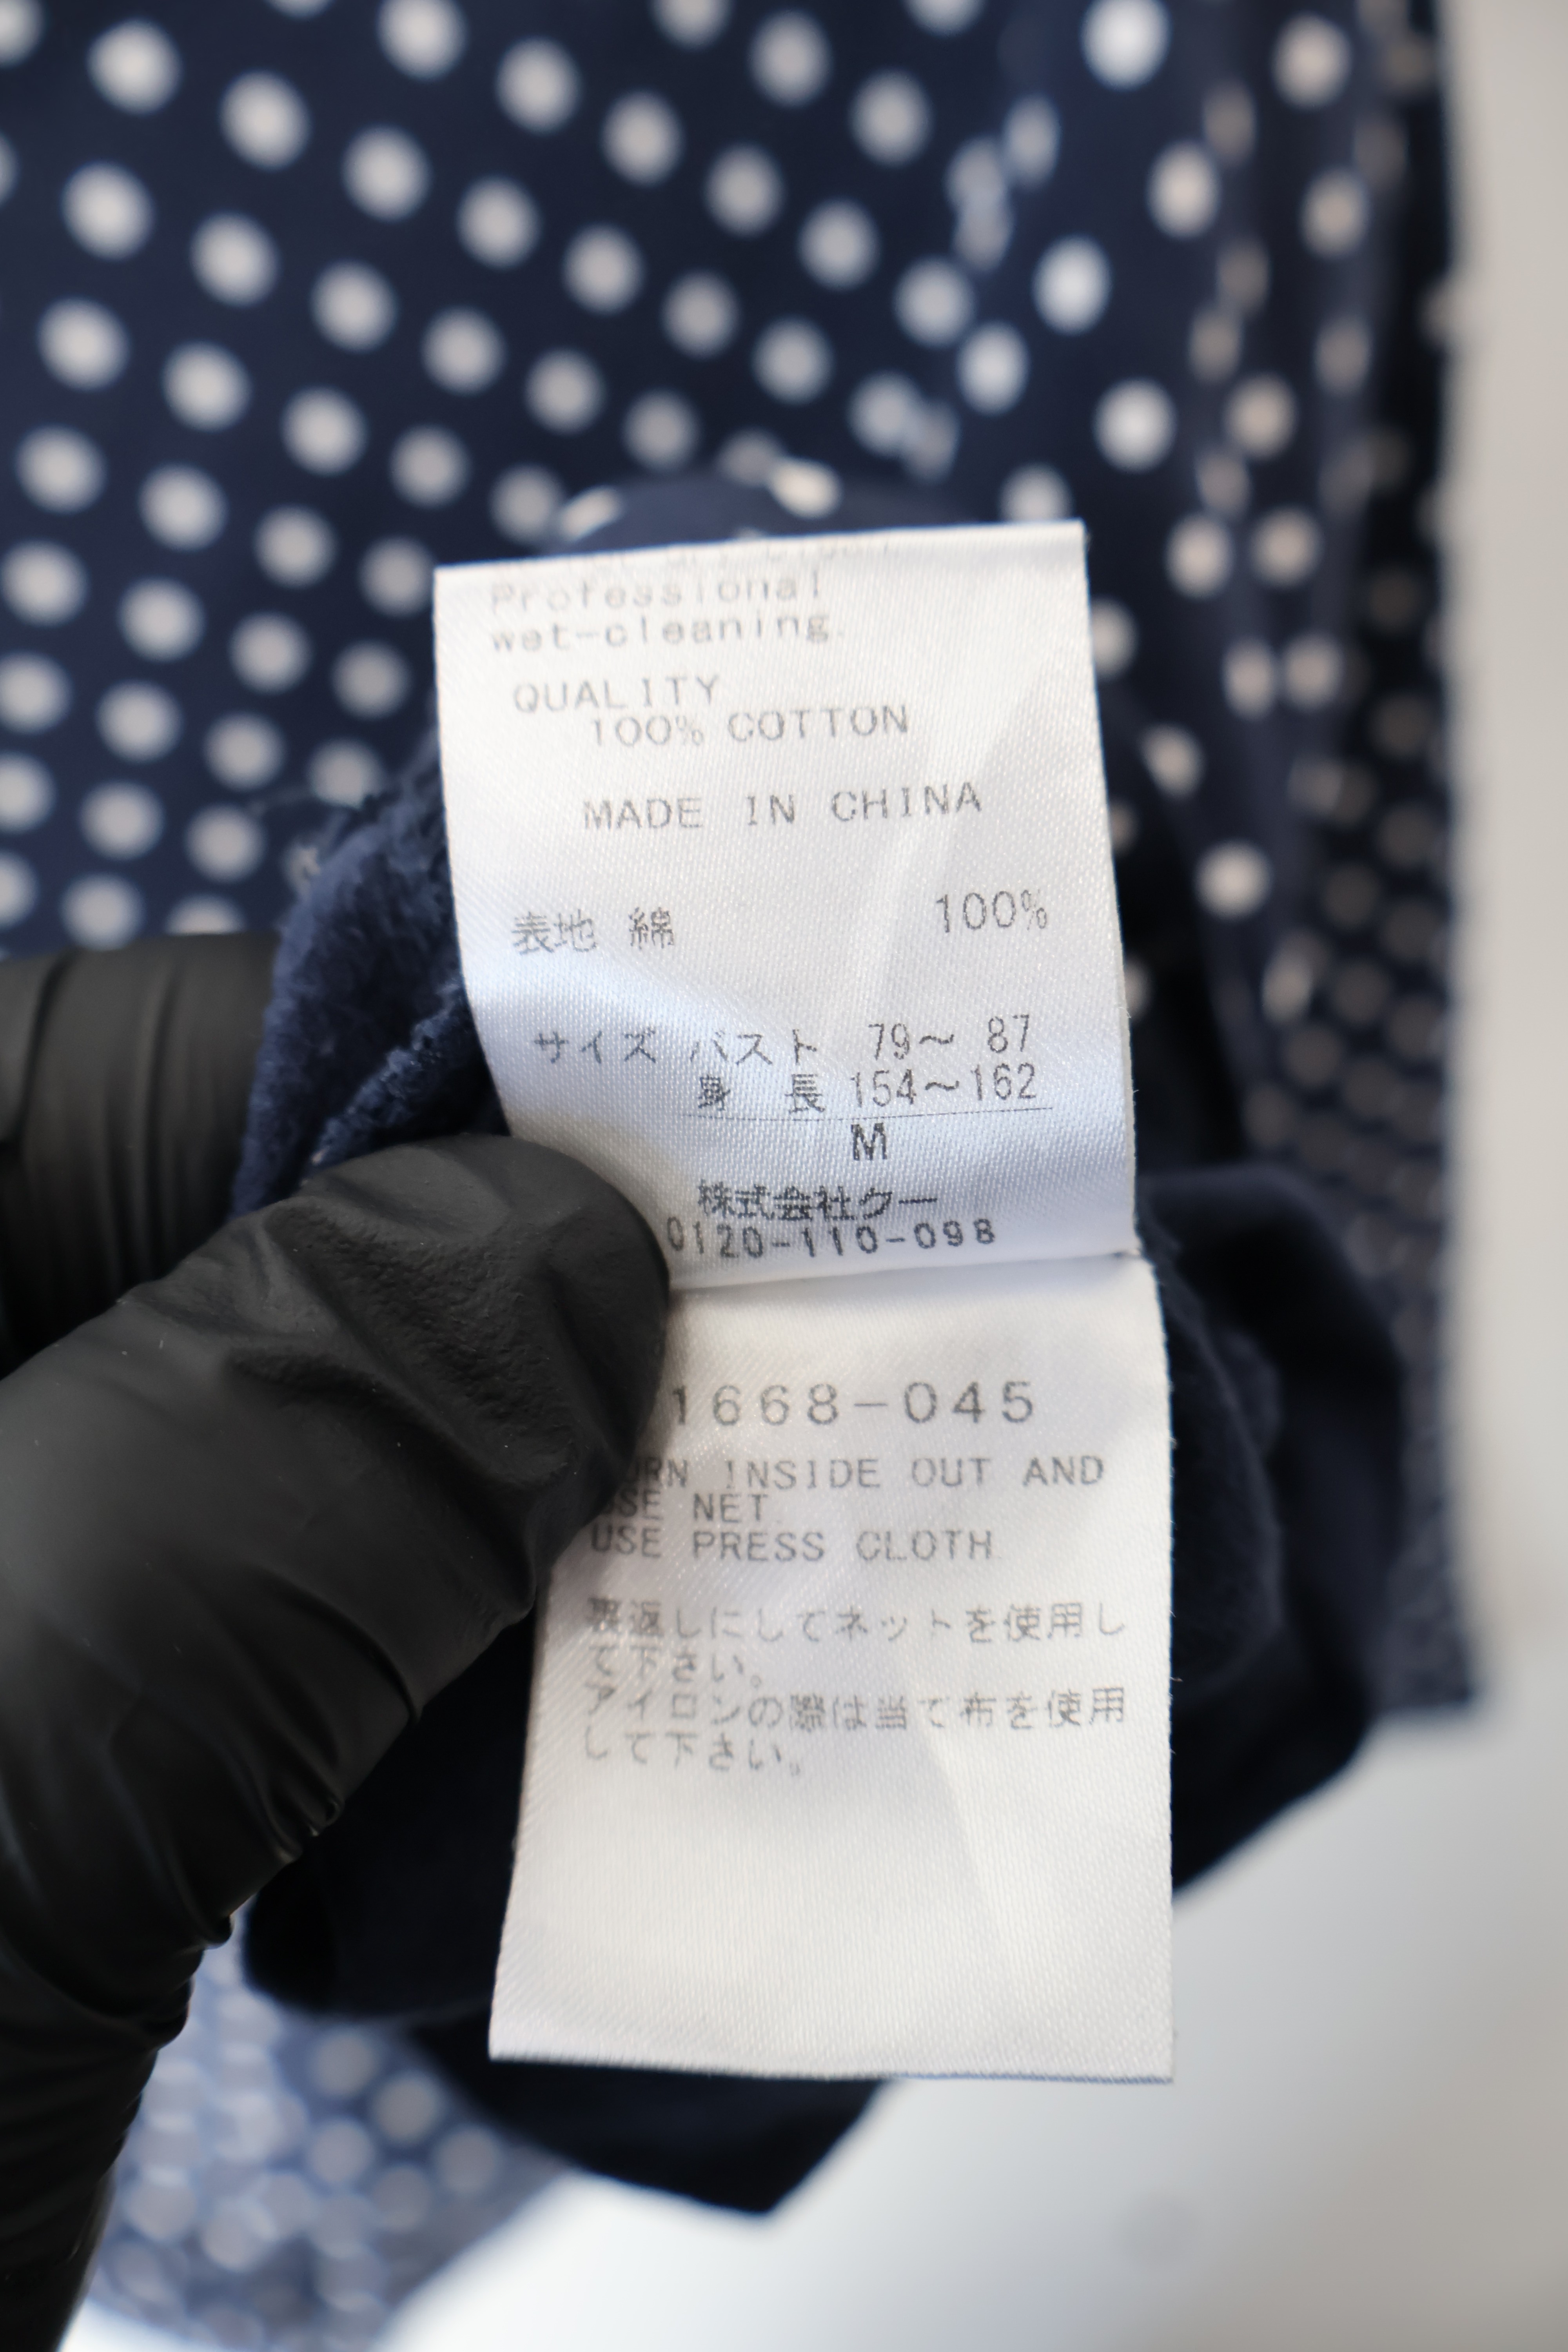 Professional
wet-cleaning.
QUALITY
100% COTTON
MADE IN CHINA
表地 綿 100%
サイズ バスト 79～ 87
身 長 154～162
M
株式会社クー
0120-110-098
1668-045
INSIDE OUT AND
NET
USE PRESS CLOTH
裏返しにしてネットを使用し
て下さい。
アイロンの際は当て布を使用
して下さい。